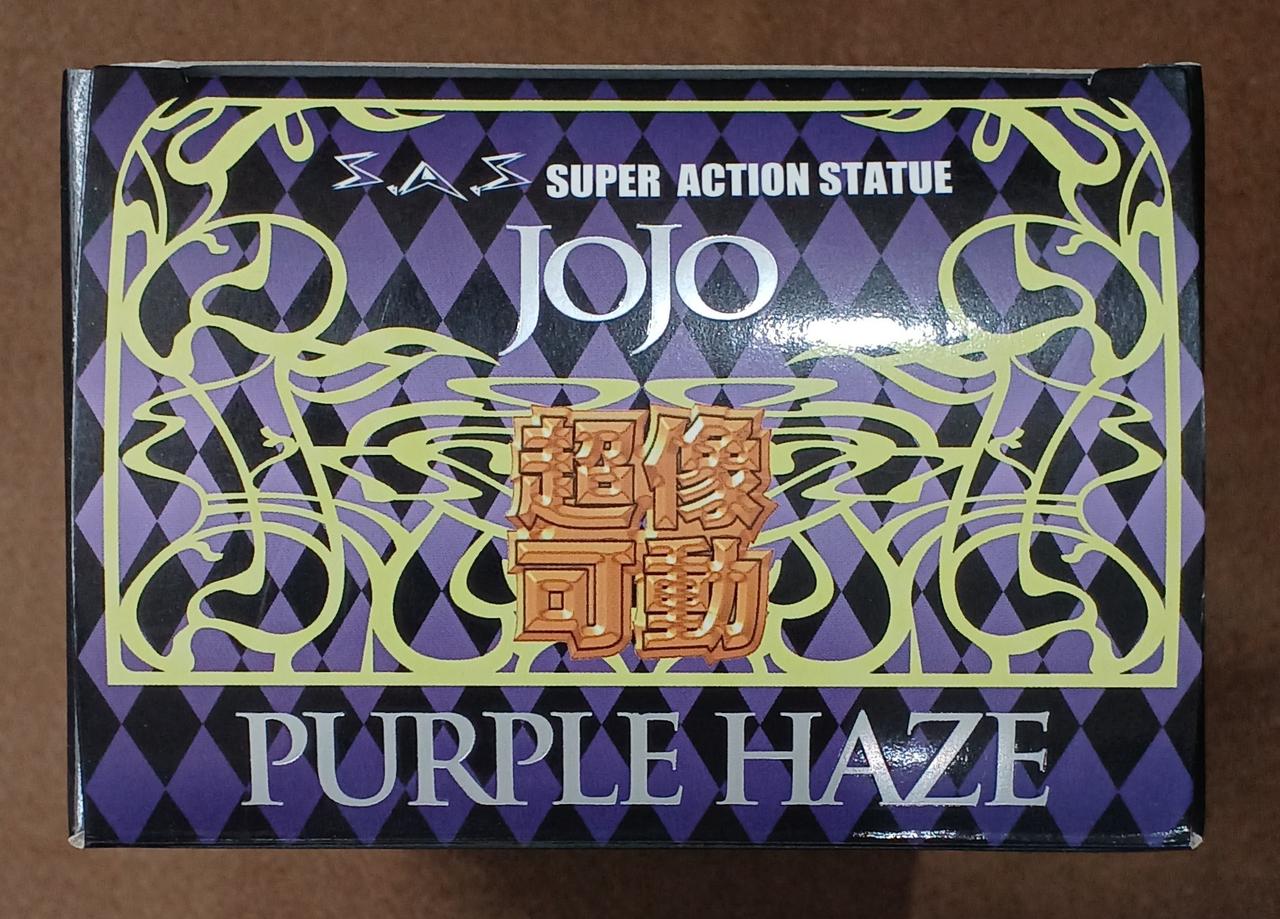 S.A.S SUPER ACTION STATUE
JOJO
超像
可動
PURPLE HAZE